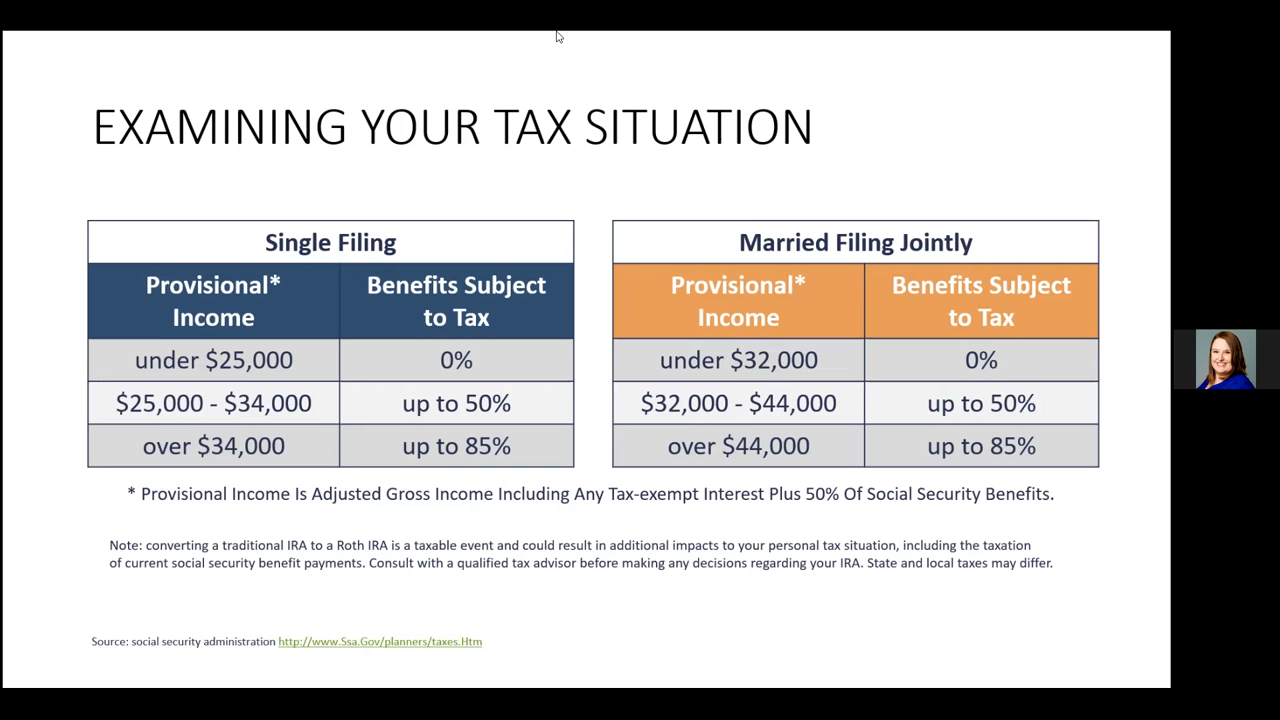 EXAMINING YOUR TAX SITUATION
Single Filing
Provisional*
Income
Benefits Subject
to Tax
under $25,000
0%
$25,000 - $34,000
up to 50%
over $34,000
up to 85%
Married Filing Jointly
Provisional*
Income
Benefits Subject
to Tax
under $32,000
0%
$32,000 - $44,000
up to 50%
over $44,000
up to 85%
* Provisional Income Is Adjusted Gross Income Including Any Tax-exempt Interest Plus 50% Of Social Security Benefits.
Note: converting a traditional IRA to a Roth IRA is a taxable event and could result in additional impacts to your personal tax situation, including the taxation
of current social security benefit payments. Consult with a qualified tax advisor before making any decisions regarding your IRA. State and local taxes may differ.
Source: social security administration http://www.Ssa.Gov/planners/taxes.Htm